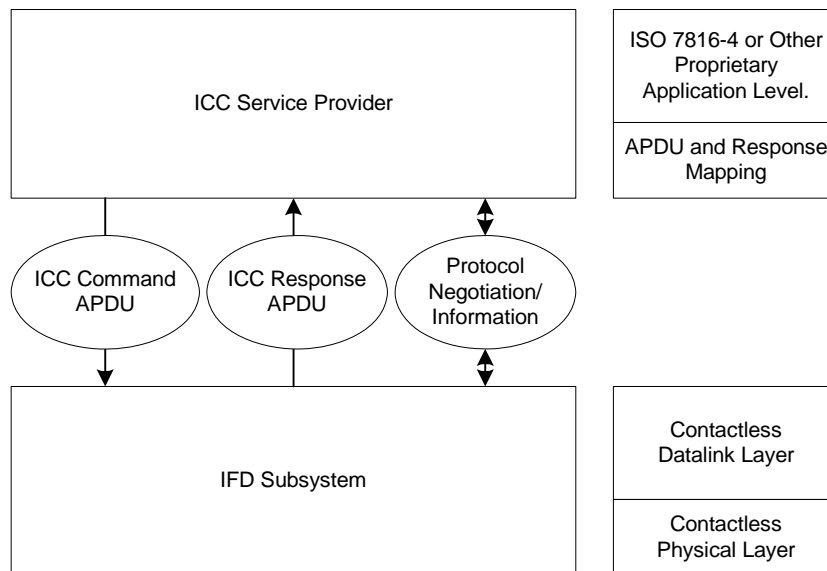 ICC Service Provider
ISO 7816-4 or Other
Proprietary
Application Level.
APDU and Response
Mapping
ICC Command
APDU
ICC Response
APDU
Protocol
Negotiation/
Information
IFD Subsystem
Contactless
Datalink Layer
Contactless
Physical Layer